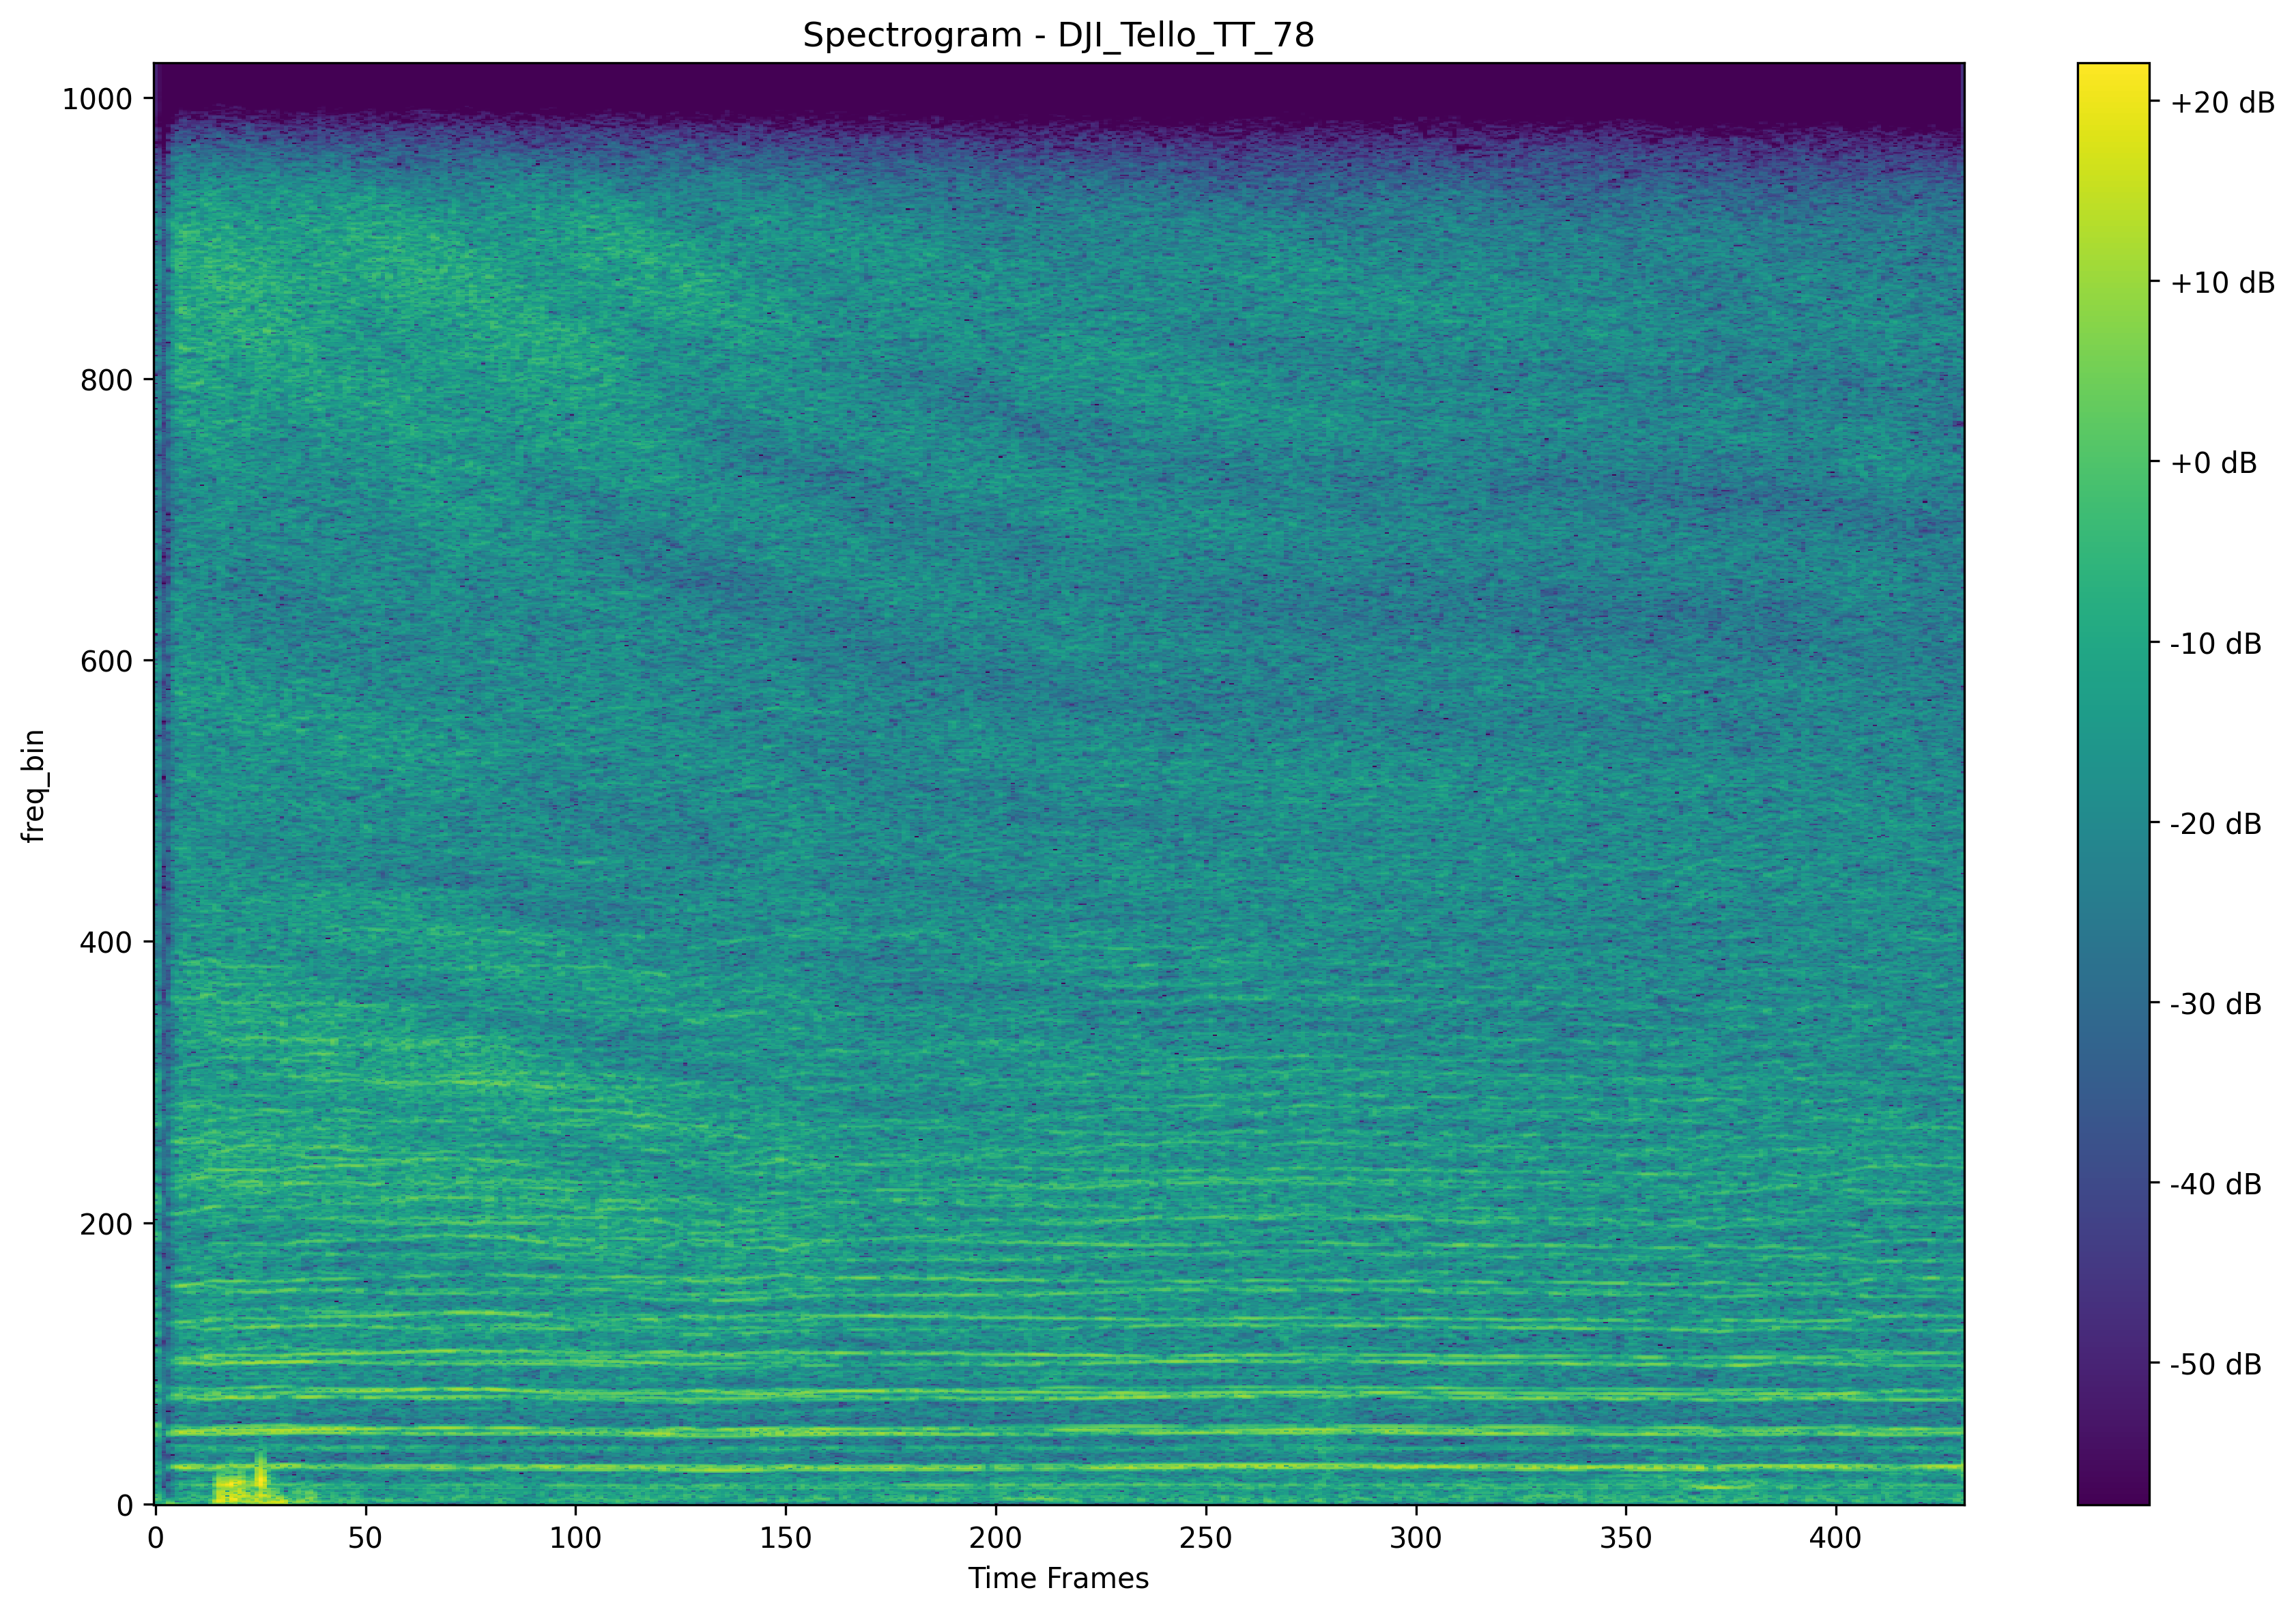 Spectrogram - DJI_Tello_TT_78
freq_bin
1000
800
600
400
200
0
0 50 100 150 200 250 300 350 400
Time Frames
+20 dB
+10 dB
+0 dB
-10 dB
-20 dB
-30 dB
-40 dB
-50 dB